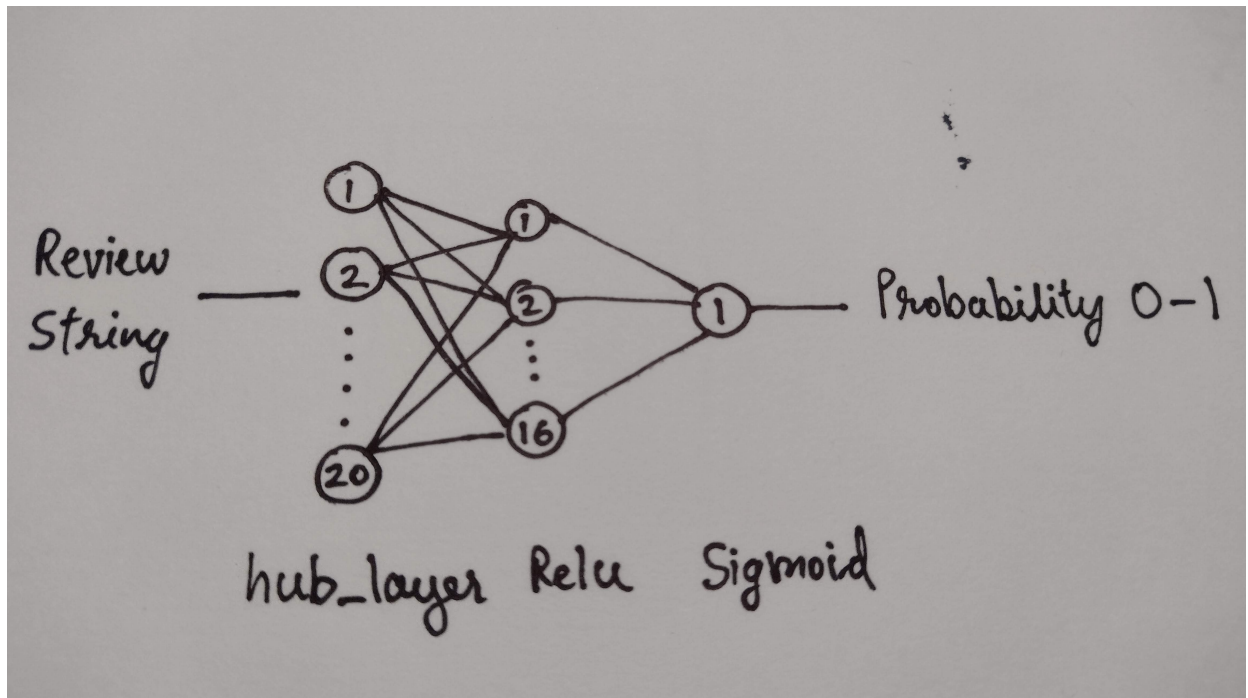 Review
String
1
2
20
1
2
16
1
Probability 0-1
hub_layer Relu Sigmoid